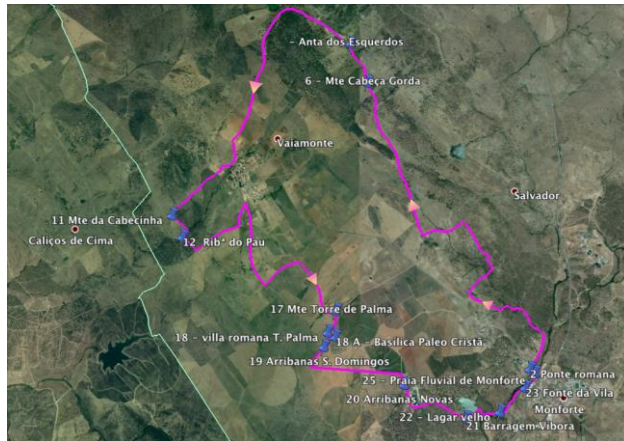 - Anta dos Esquerdos
6 - Mte Cabeça Gorda
Vaiamonte
Salvador
11 Mte da Cabecinha
Caliços de Cima
12 Ribª do Pau
17 Mte Torre de Palma
18 - villa romana T. Palma
18 A - Basílica Paleo Cristã
19 Arribanas S. Domingos
2 Ponte romana
25 - Praia Fluvial de Monforte
23 Fonte da Vila
20 Arribanas Novas
Monforte
22 - Lagar velho
21 Barragem Vibora